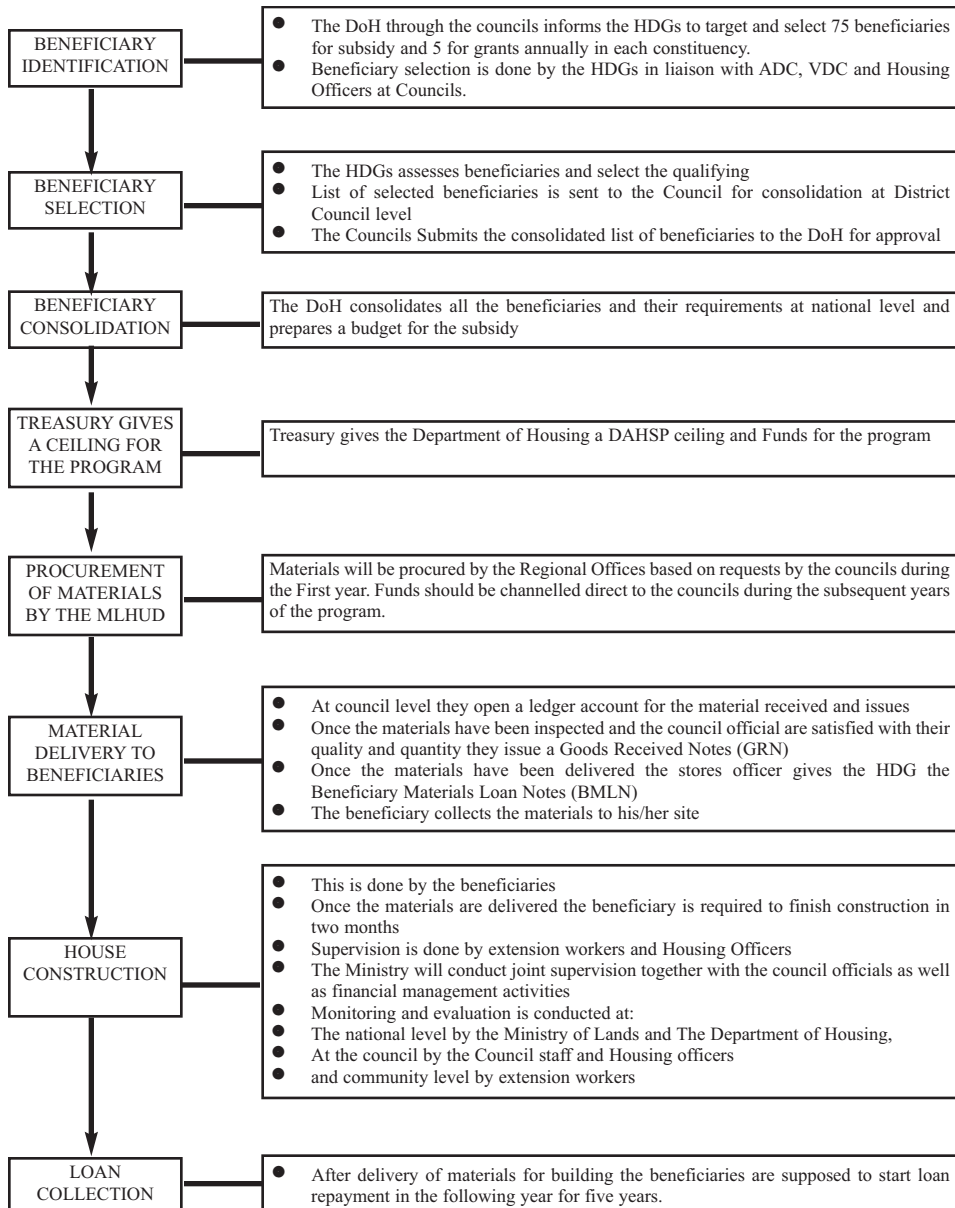 BENEFICIARY
IDENTIFICATION
● The DoH through the councils informs the HDGs to target and select 75 beneficiaries
for subsidy and 5 for grants annually in each constituency.
● Beneficiary selection is done by the HDGs in liaison with ADC, VDC and Housing
Officers at Councils.
BENEFICIARY
SELECTION
● The HDGs assesses beneficiaries and select the qualifying
● List of selected beneficiaries is sent to the Council for consolidation at District
Council level
● The Councils Submits the consolidated list of beneficiaries to the DoH for approval
BENEFICIARY
CONSOLIDATION
The DoH consolidates all the beneficiaries and their requirements at national level and
prepares a budget for the subsidy
TREASURY GIVES
A CEILING FOR
THE PROGRAM
Treasury gives the Department of Housing a DAHSP ceiling and Funds for the program
PROCUREMENT
OF MATERIALS
BY THE MLHUD
Materials will be procured by the Regional Offices based on requests by the councils during
the First year. Funds should be channelled direct to the councils during the subsequent years
of the program.
MATERIAL
DELIVERY TO
BENEFICIARIES
● At council level they open a ledger account for the material received and issues
● Once the materials have been inspected and the council official are satisfied with their
quality and quantity they issue a Goods Received Notes (GRN)
● Once the materials have been delivered the stores officer gives the HDG the
Beneficiary Materials Loan Notes (BMLN)
● The beneficiary collects the materials to his/her site
HOUSE
CONSTRUCTION
● This is done by the beneficiaries
● Once the materials are delivered the beneficiary is required to finish construction in
two months
● Supervision is done by extension workers and Housing Officers
● The Ministry will conduct joint supervision together with the council officials as well
as financial management activities
● Monitoring and evaluation is conducted at:
● The national level by the Ministry of Lands and The Department of Housing,
● At the council by the Council staff and Housing officers
● and community level by extension workers
LOAN
COLLECTION
● After delivery of materials for building the beneficiaries are supposed to start loan
repayment in the following year for five years.